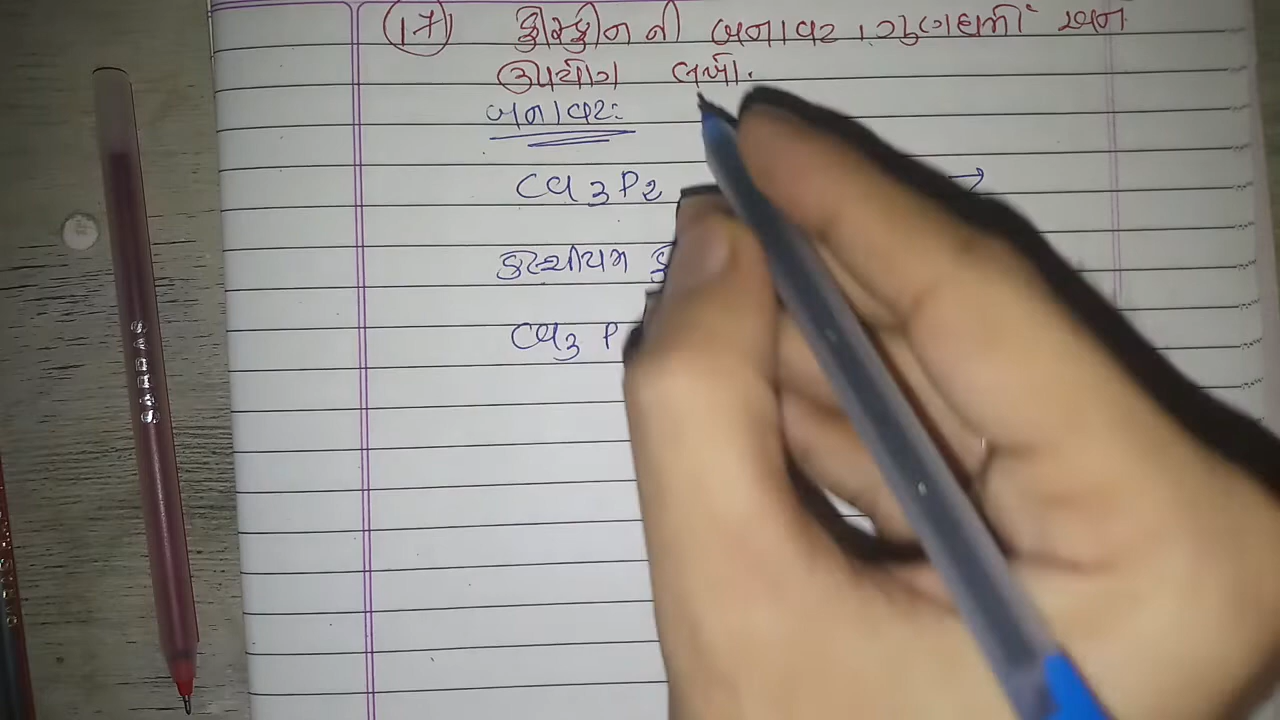 (17) ફોસ્ફીન ની બનાવટ, ગુણધર્મો અને
ઉપયોગ લખો.
બનાવટ:
Ca3P2 →
કેલ્શીયમ
Ca3 P